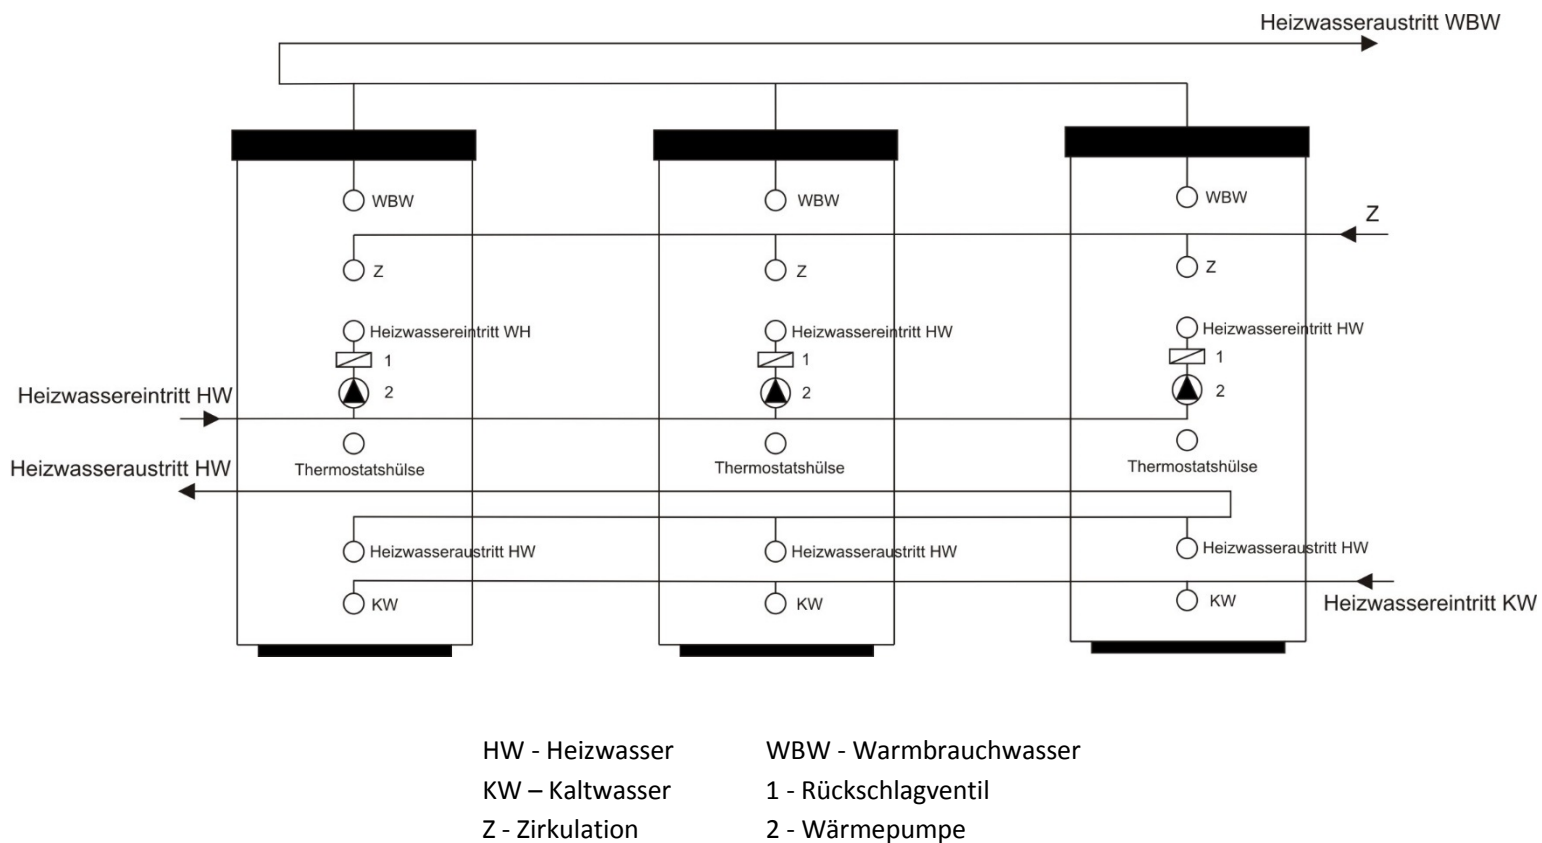 Heizwasseraustritt WBW
WBW
WBW
WBW
Z
Z
Z
Z
Heizwassereintritt WH
Heizwassereintritt HW
Heizwassereintritt HW
1
1
1
Heizwassereintritt HW
2
2
2
Heizwasseraustritt HW
Thermostatshülse
Thermostatshülse
Thermostatshülse
Heizwasseraustritt HW
Heizwasseraustritt HW
Heizwasseraustritt HW
KW
KW
KW
Heizwassereintritt KW
HW - Heizwasser
WBW - Warmbrauchwasser
KW – Kaltwasser
1 - Rückschlagventil
Z - Zirkulation
2 - Wärmepumpe